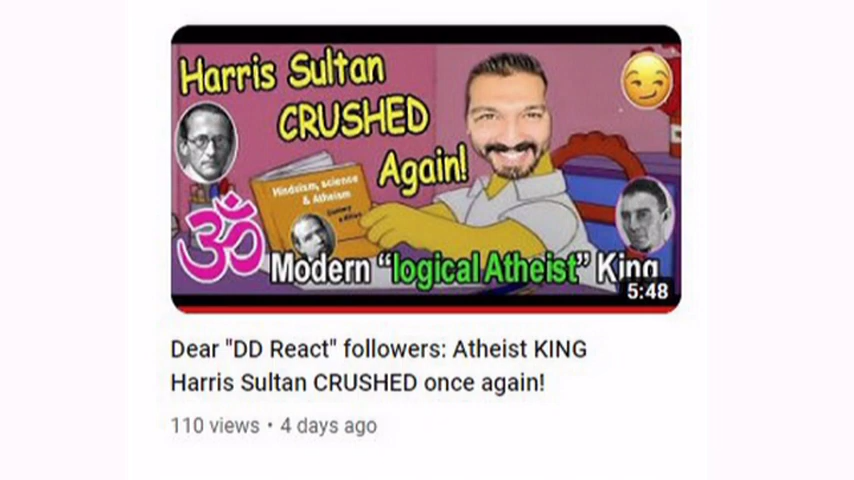 Harris Sultan
CRUSHED
Again!
Hinduism, science
& Atheism
ॐ
Modern "logical Atheist" King
5:48
Dear "DD React" followers: Atheist KING
Harris Sultan CRUSHED once again!
110 views • 4 days ago